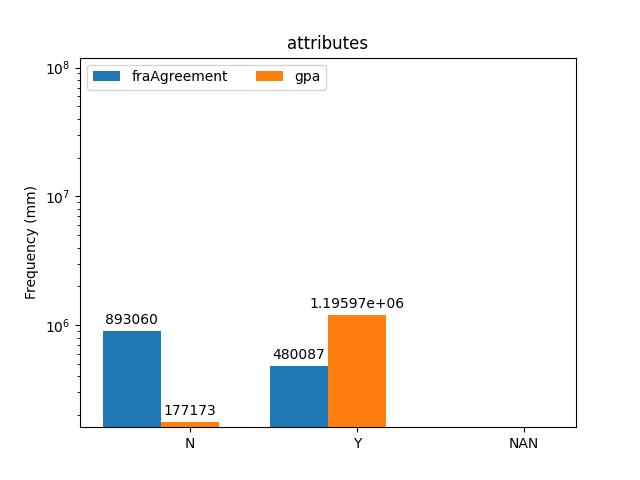 attributes
10^8
fraAgreement gpa
10^7
Frequency (mm)
1.19597e+06
893060
10^6
480087
177173
N Y NAN